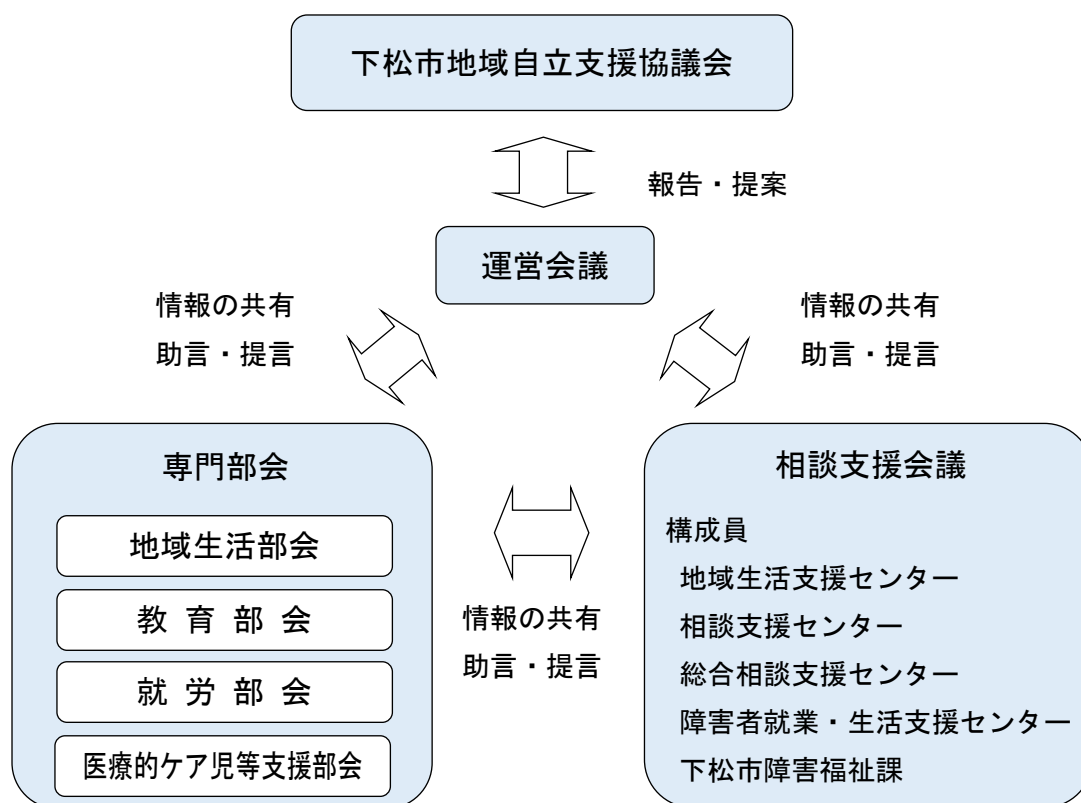 下松市地域自立支援協議会
報告・提案
運営会議
情報の共有
助言・提言
情報の共有
助言・提言
専門部会
地域生活部会
教育部会
就労部会
医療的ケア児等支援部会
情報の共有
助言・提言
相談支援会議
構成員
地域生活支援センター
相談支援センター
総合相談支援センター
障害者就業・生活支援センター
下松市障害福祉課